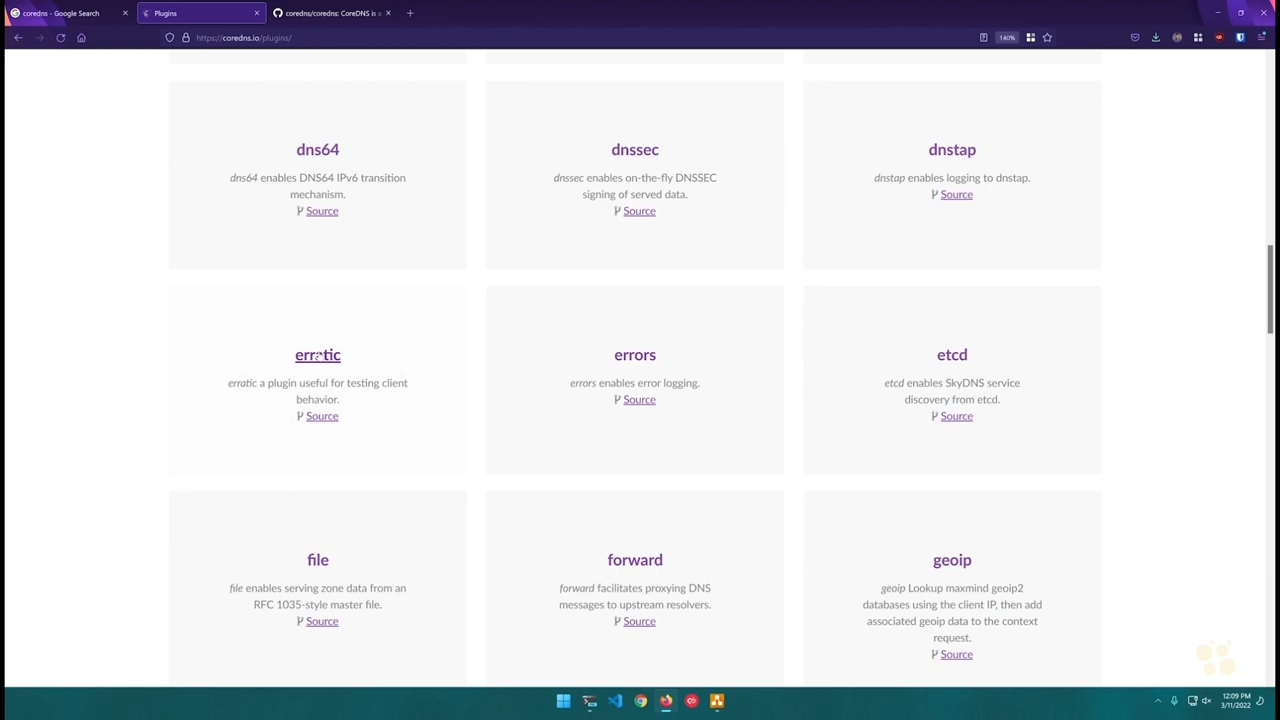 coredns - Google Search
Plugins
coredns/coredns: CoreDNS is a
https://coredns.io/plugins/
140%
dns64
dnssec
dnstap
dns64 enables DNS64 IPv6 transition
mechanism.
Source
dnssec enables on-the-fly DNSSEC
signing of served data.
Source
dnstap enables logging to dnstap.
Source
erratic
errors
etcd
erratic a plugin useful for testing client
behavior.
Source
errors enables error logging.
Source
etcd enables SkyDNS service
discovery from etcd.
Source
file
forward
geoip
file enables serving zone data from an
RFC 1035-style master file.
Source
forward facilitates proxying DNS
messages to upstream resolvers.
Source
geoip Lookup maxmind geoip2
databases using the client IP, then add
associated geoip data to the context
request.
Source
12:09 PM
3/11/2022